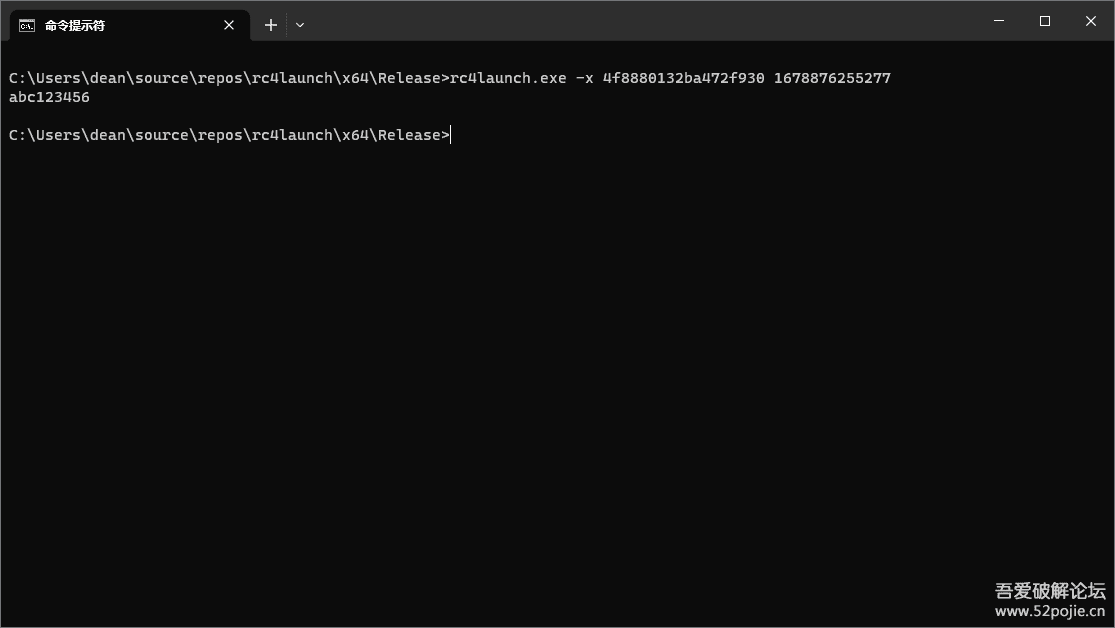 命令提示符
C:\Users\dean\source\repos\rc4launch\x64\Release>rc4launch.exe -x 4f8880132ba472f930 1678876255277
abc123456
C:\Users\dean\source\repos\rc4launch\x64\Release>
吾爱破解论坛
www.52pojie.cn